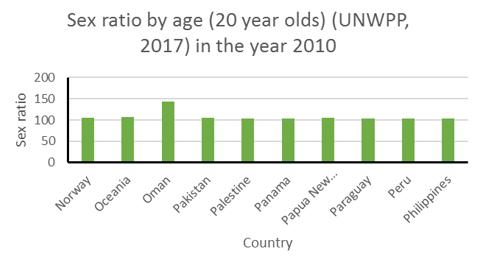 Sex ratio by age (20 year olds) (UNWPP,
2017) in the year 2010
200
150
100
50
0
Sex ratio
Norway
Oceania
Oman
Pakistan
Palestine
Panama
Papua New...
Paraguay
Peru
Philippines
Country